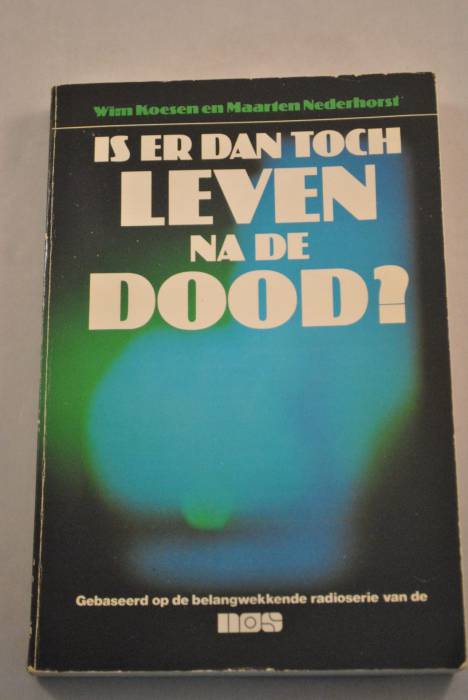 Wim Koesen en Maarten Nederhorst
IS ER DAN TOCH
LEVEN
NA DE
DOOD?
Gebaseerd op de belangwekkende radioserie van de
nos